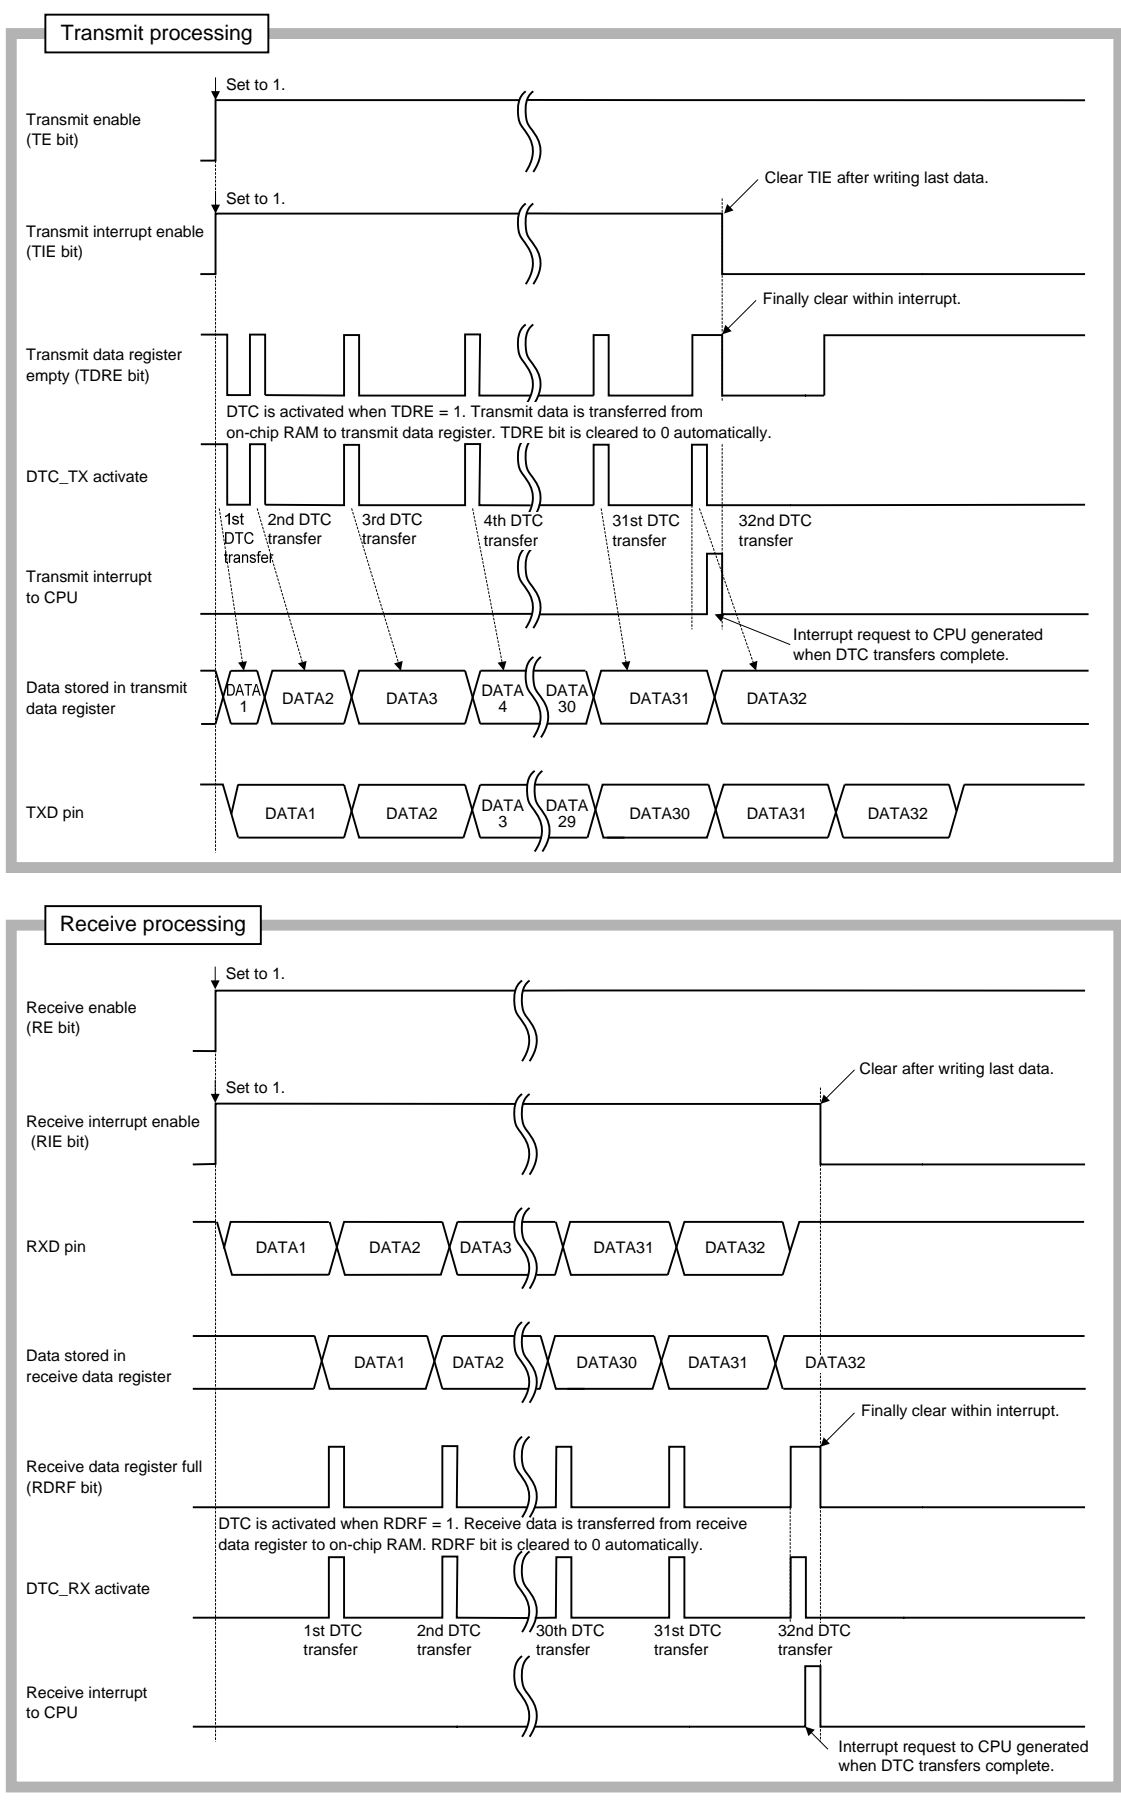 Transmit processing
Set to 1.
Transmit enable
(TE bit)
Clear TIE after writing last data.
Set to 1.
Transmit interrupt enable
(TIE bit)
Finally clear within interrupt.
Transmit data register
empty (TDRE bit)
DTC is activated when TDRE = 1. Transmit data is transferred from
on-chip RAM to transmit data register. TDRE bit is cleared to 0 automatically.
DTC_TX activate
1st
DTC
transfer
2nd DTC
transfer
3rd DTC
transfer
4th DTC
transfer
31st DTC
transfer
32nd DTC
transfer
Transmit interrupt
to CPU
Interrupt request to CPU generated
when DTC transfers complete.
Data stored in transmit
data register
DATA
1
DATA2
DATA3
DATA
4
DATA
30
DATA31
DATA32
TXD pin
DATA1
DATA2
DATA
3
DATA
29
DATA30
DATA31
DATA32
Receive processing
Set to 1.
Receive enable
(RE bit)
Clear after writing last data.
Set to 1.
Receive interrupt enable
(RIE bit)
RXD pin
DATA1
DATA2
DATA3
DATA31
DATA32
Data stored in
receive data register
DATA1
DATA2
DATA30
DATA31
DATA32
Finally clear within interrupt.
Receive data register full
(RDRF bit)
DTC is activated when RDRF = 1. Receive data is transferred from receive
data register to on-chip RAM. RDRF bit is cleared to 0 automatically.
DTC_RX activate
1st DTC
transfer
2nd DTC
transfer
30th DTC
transfer
31st DTC
transfer
32nd DTC
transfer
Receive interrupt
to CPU
Interrupt request to CPU generated
when DTC transfers complete.